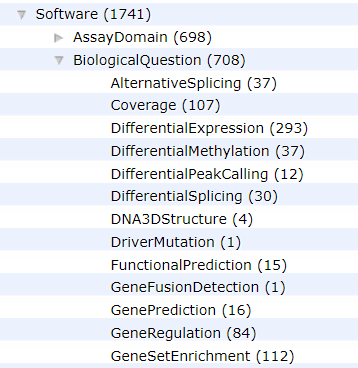 Software (1741)
AssayDomain (698)
BiologicalQuestion (708)
AlternativeSplicing (37)
Coverage (107)
DifferentialExpression (293)
DifferentialMethylation (37)
DifferentialPeakCalling (12)
DifferentialSplicing (30)
DNA3DStructure (4)
DriverMutation (1)
FunctionalPrediction (15)
GeneFusionDetection (1)
GenePrediction (16)
GeneRegulation (84)
GeneSetEnrichment (112)